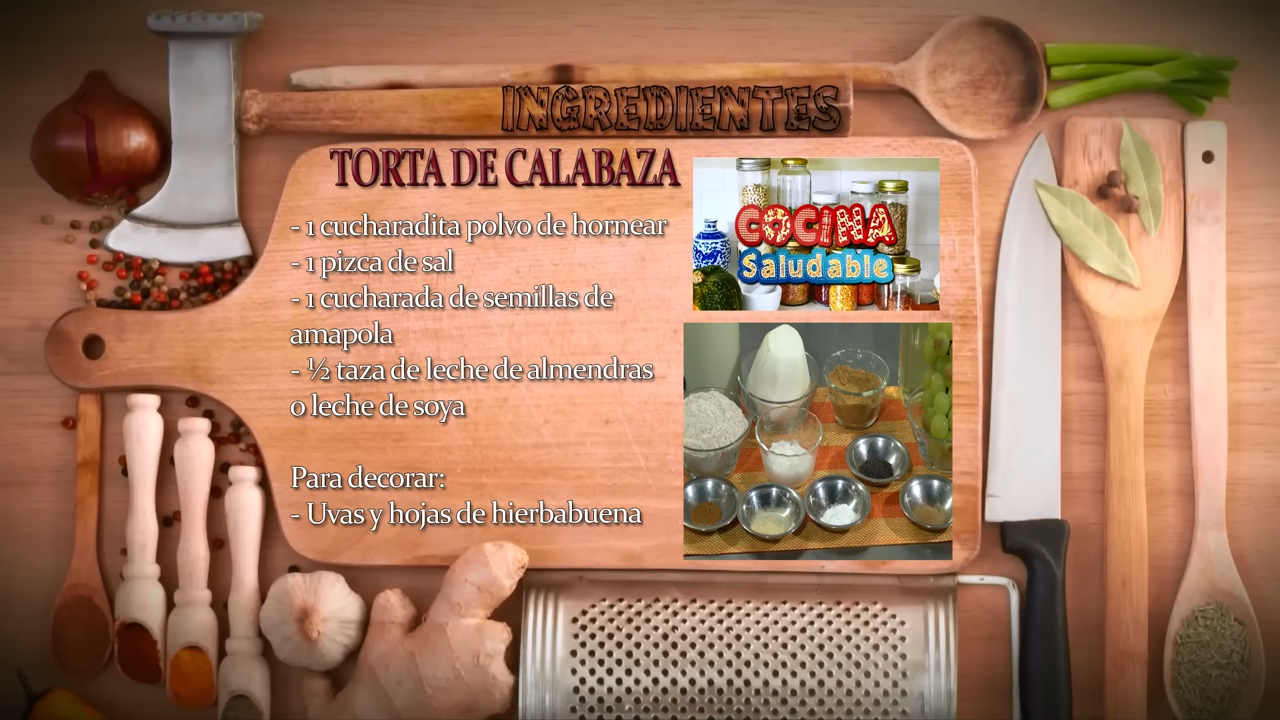 INGREDIENTES
TORTA DE CALABAZA
- 1 cucharadita polvo de hornear
- 1 pizca de sal
- 1 cucharada de semillas de
amapola
- ½ taza de leche de almendras
o leche de soya
Para decorar:
- Uvas y hojas de hierbabuena
COCINA
Saludable